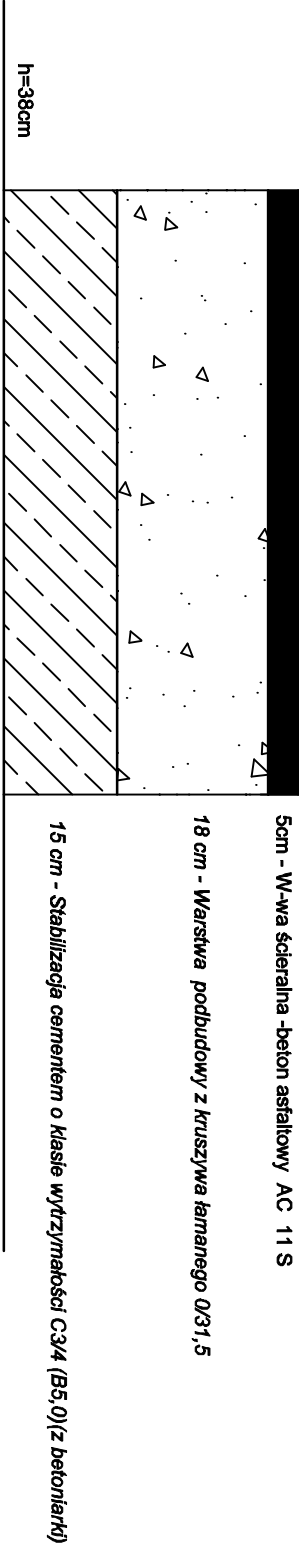 5cm - W-wa ścieralna -beton asfaltowy AC 11 S
18 cm - Warstwa podbudowy z kruszywa łamanego 0/31,5
15 cm - Stabilizacja cementem o klasie wytrzymałości C3/4 (B5,0)(z betoniarki)
h=38cm